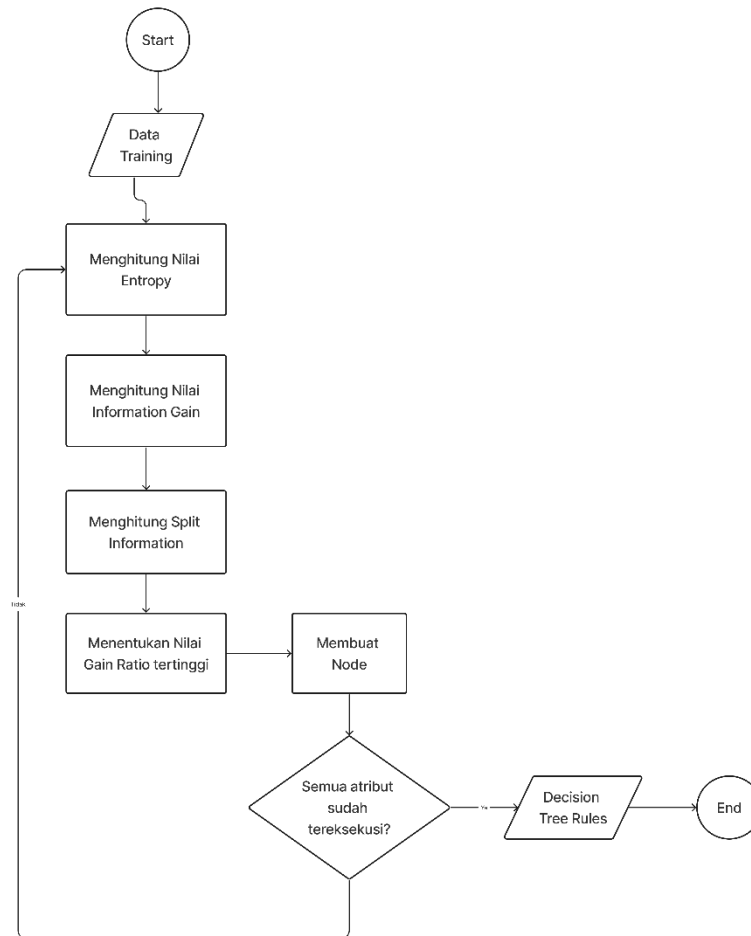 Start
Data
Training
Menghitung Nilai
Entropy
Menghitung Nilai
Information Gain
Menghitung Split
Information
Tidak
Menentukan Nilai
Gain Ratio tertinggi
Membuat
Node
Semua atribut
sudah
tereksekusi?
Ya
Decision
Tree Rules
End